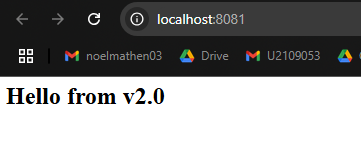 localhost:8081
noelmathen03
Drive
U2109053
Hello from v2.0